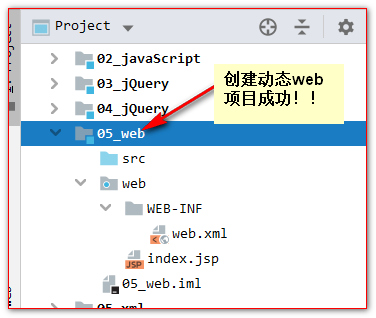 Project
Project
02_javaScript
创建动态web
项目成功！！
03_jQuery
04_jQuery
05_web
src
web
WEB-INF
web.xml
index.jsp
05_web.iml